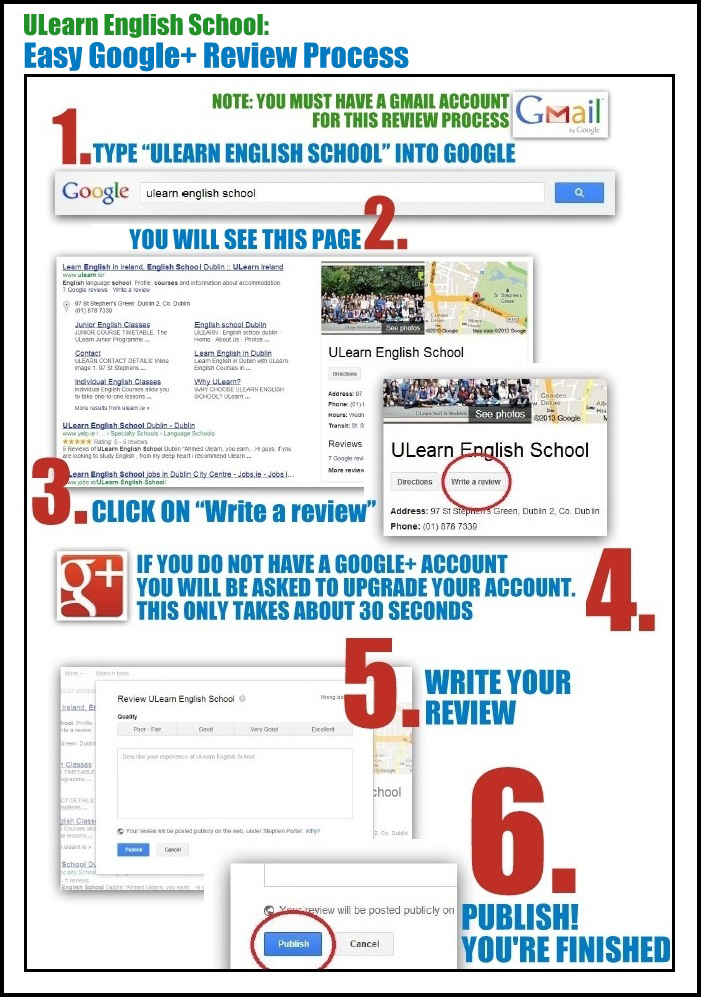 ULearn English School:
Easy Google+ Review Process
NOTE: YOU MUST HAVE A GMAIL ACCOUNT
FOR THIS REVIEW PROCESS
Gmail
by Google
1.
TYPE “ULEARN ENGLISH SCHOOL” INTO GOOGLE
Google
ulearn english school
2.
YOU WILL SEE THIS PAGE
Learn English in Ireland, English School Dublin :: ULearn Ireland
www.ulearn.ie/
English language school. Profile, courses and information about accommodation.
7 Google reviews · Write a review
97 St Stephen's Green Dublin 2, Co. Dublin
(01) 878 7339
Junior English Classes
JUNIOR COURSE TIMETABLE. The
ULearn Junior Programme ...
English school Dublin
ULEARN · English school dublin ·
Home · About Us · Photos ...
Contact
ULEARN CONTACT DETAILS: Inline
image 1. 97 St Stephens ...
Learn English in Dublin
Learn English in Dublin with ULearn.
English Courses in ...
Individual English Classes
Individual English Classes allow you
to take one-to-one lessons ...
Why ULearn?
WHY CHOOSE ULEARN ENGLISH
SCHOOL? ULearn ...
More results from ulearn.ie »
ULearn English School Dublin - Dublin
www.yelp.ie › ... › Specialty Schools › Language Schools
Rating: 5 - 5 reviews
5 Reviews of ULearn English School Dublin "Ahmed Ulearn, you earn.. Hi guys, if you
are looking to study English , from my deep heart i recommend Ulearn ...
ULearn English School jobs in Dublin City Centre - Jobs.ie - Jobs i...
www.jobs.ie/ULearn-English-School/
See photos
St Stephens
Green
©2013 Google
Map data ©2013 Google
ULearn English School
Directions
Address: 97
Phone: (01)
Hours: Wedn
Transit: St S
Reviews
7 Google rev
More review
Camden
Deluxe
See photos
©2013 Google
ULearn English School
Directions
Write a review
Address: 97 St Stephen's Green, Dublin 2, Co. Dublin
Phone: (01) 878 7339
3.
CLICK ON “Write a review”
g+
IF YOU DO NOT HAVE A GOOGLE+ ACCOUNT
YOU WILL BE ASKED TO UPGRADE YOUR ACCOUNT.
THIS ONLY TAKES ABOUT 30 SECONDS
4.
5.
WRITE YOUR
REVIEW
More
Search tools
Review ULearn English School
Quality
Poor - Fair
Good
Very Good
Excellent
Describe your experience at ULearn English School
Your review will be posted publicly on the web, under Stephen Porter. Why?
Publish
Cancel
6.
Your review will be posted publicly on
Publish
Cancel
PUBLISH!
YOU'RE FINISHED